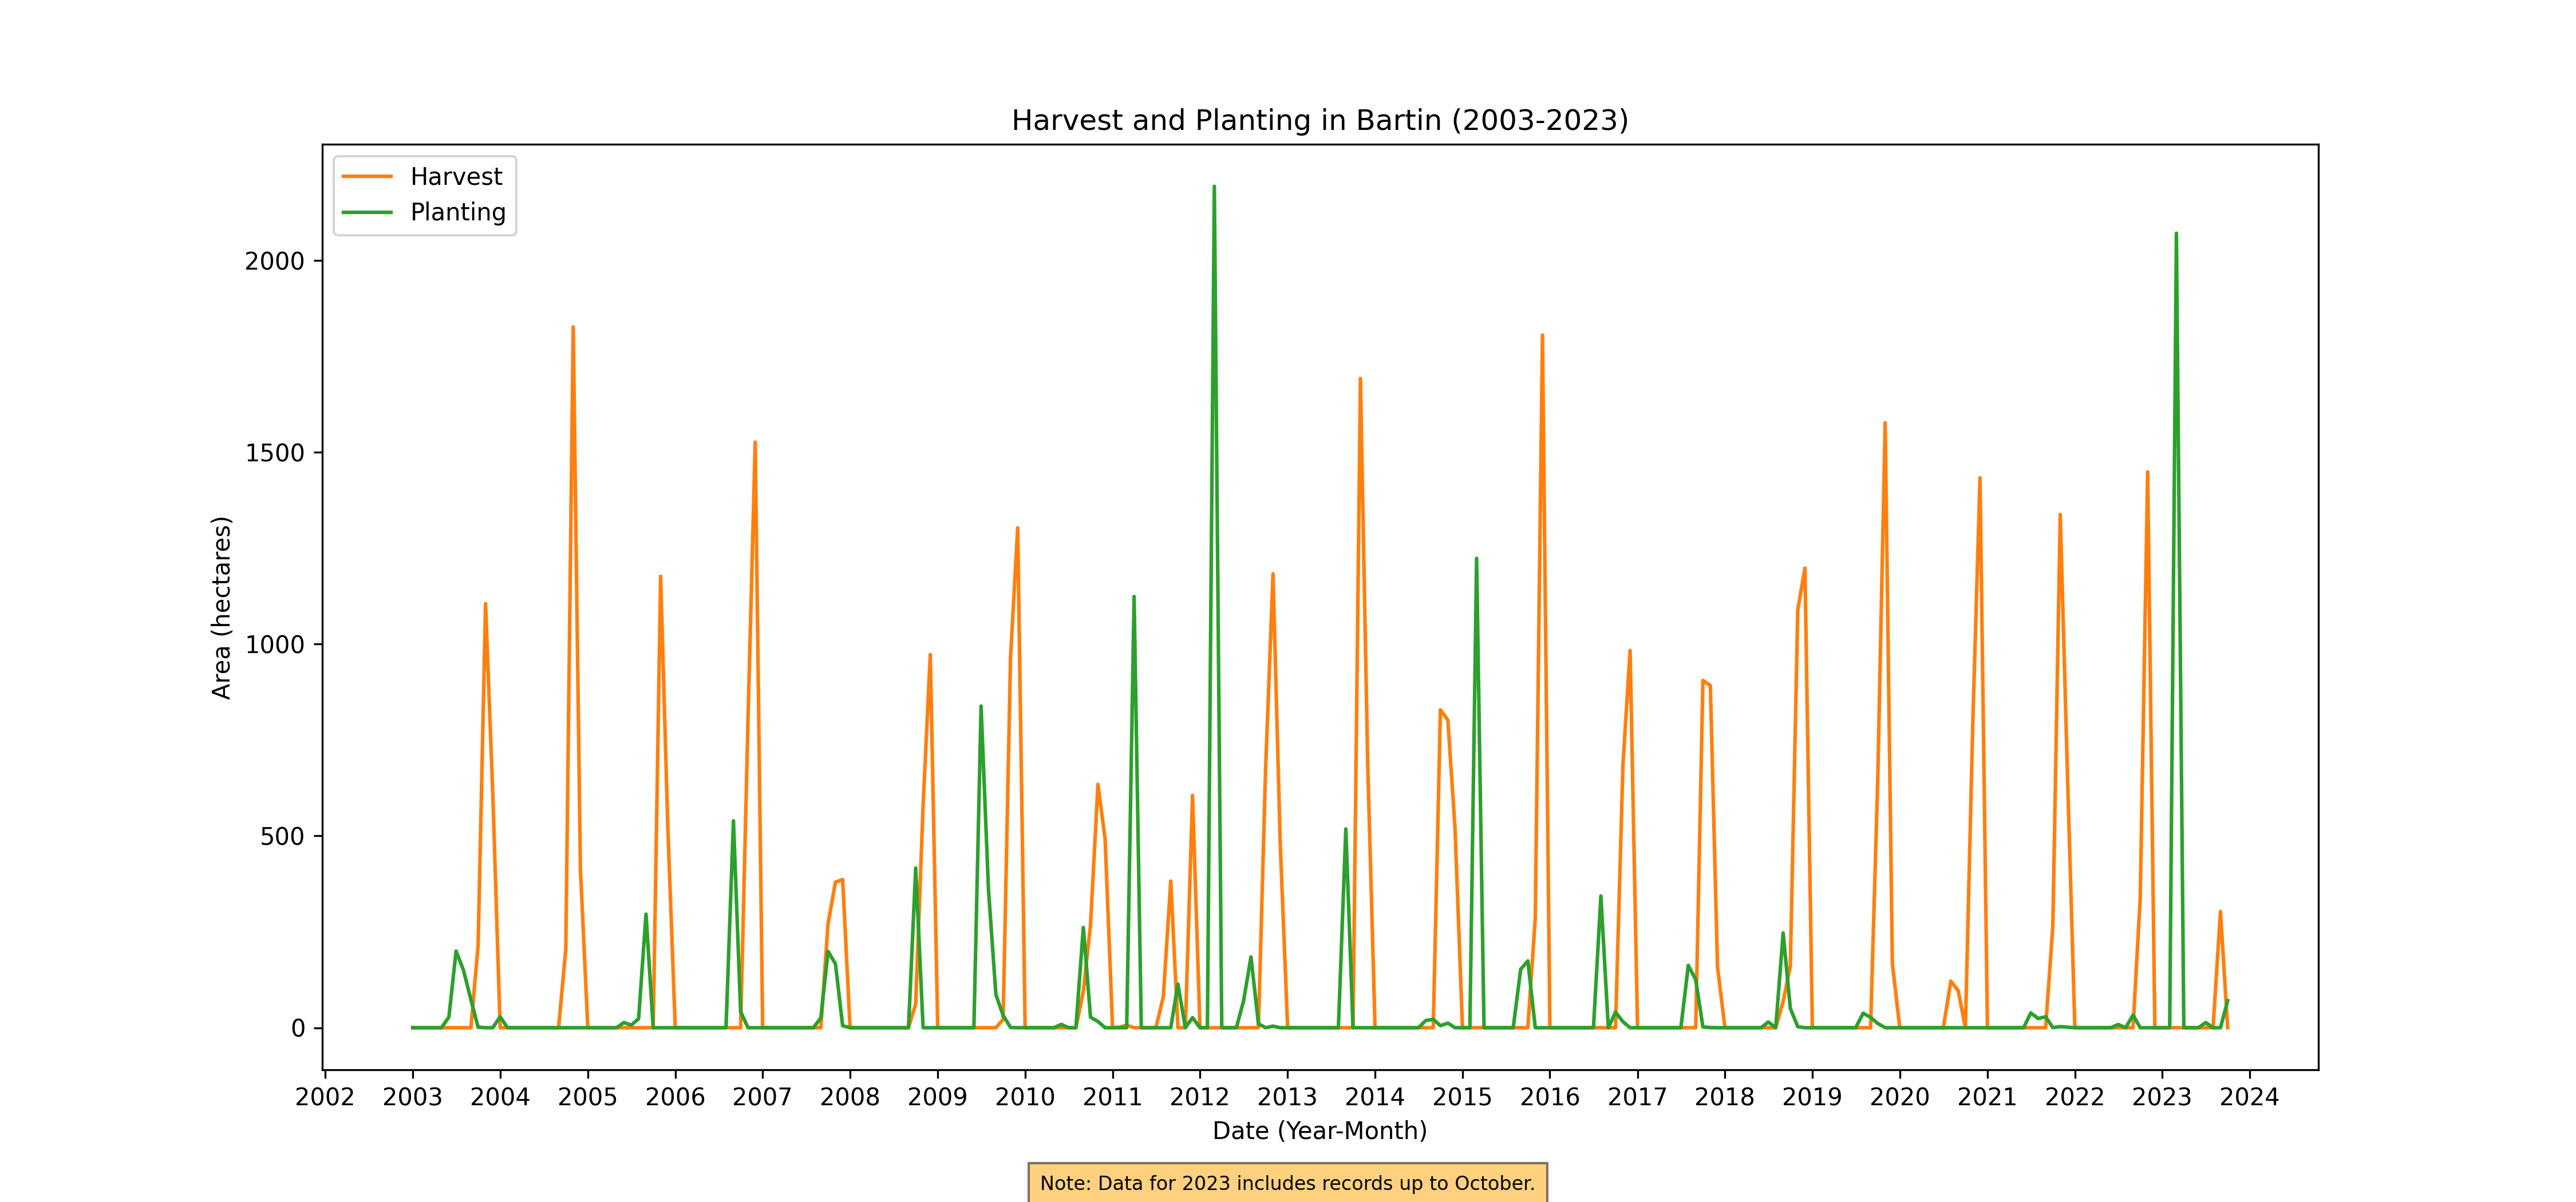 Harvest and Planting in Bartin (2003-2023)
Harvest
Planting
2000
1500
1000
500
0
Area (hectares)
2002 2003 2004 2005 2006 2007 2008 2009 2010 2011 2012 2013 2014 2015 2016 2017 2018 2019 2020 2021 2022 2023 2024
Date (Year-Month)
Note: Data for 2023 includes records up to October.